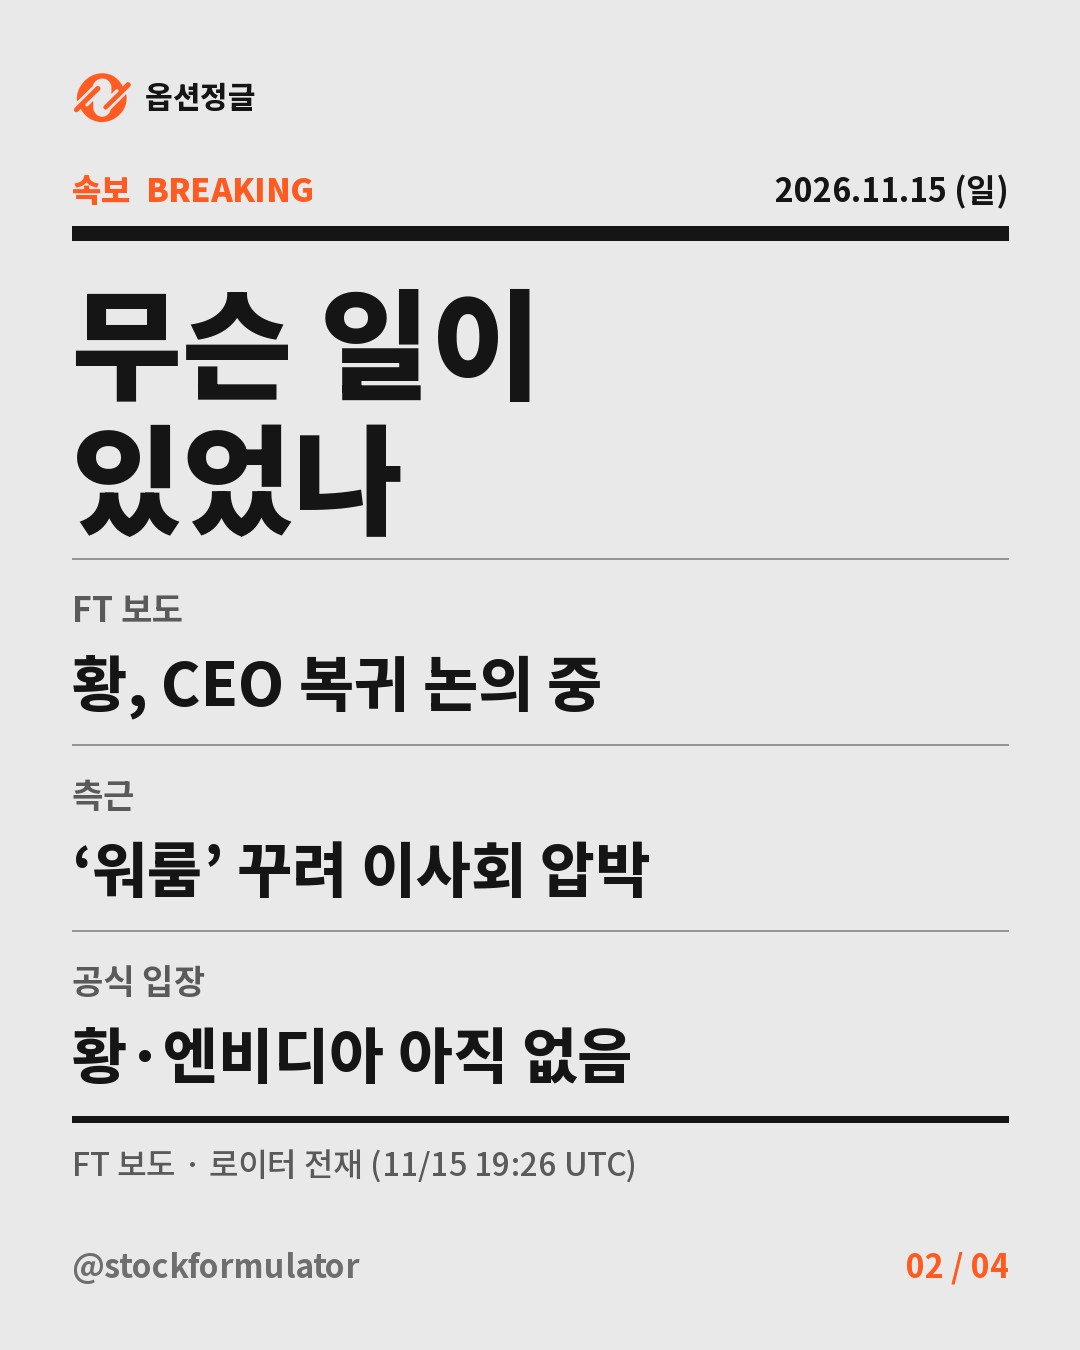 옵션정글
속보 BREAKING
2026.11.15 (일)
무슨 일이
있었나
FT 보도
황, CEO 복귀 논의 중
측근
‘워룸’ 꾸려 이사회 압박
공식 입장
황·엔비디아 아직 없음
FT 보도 · 로이터 전재 (11/15 19:26 UTC)
@stockformulator
02 / 04